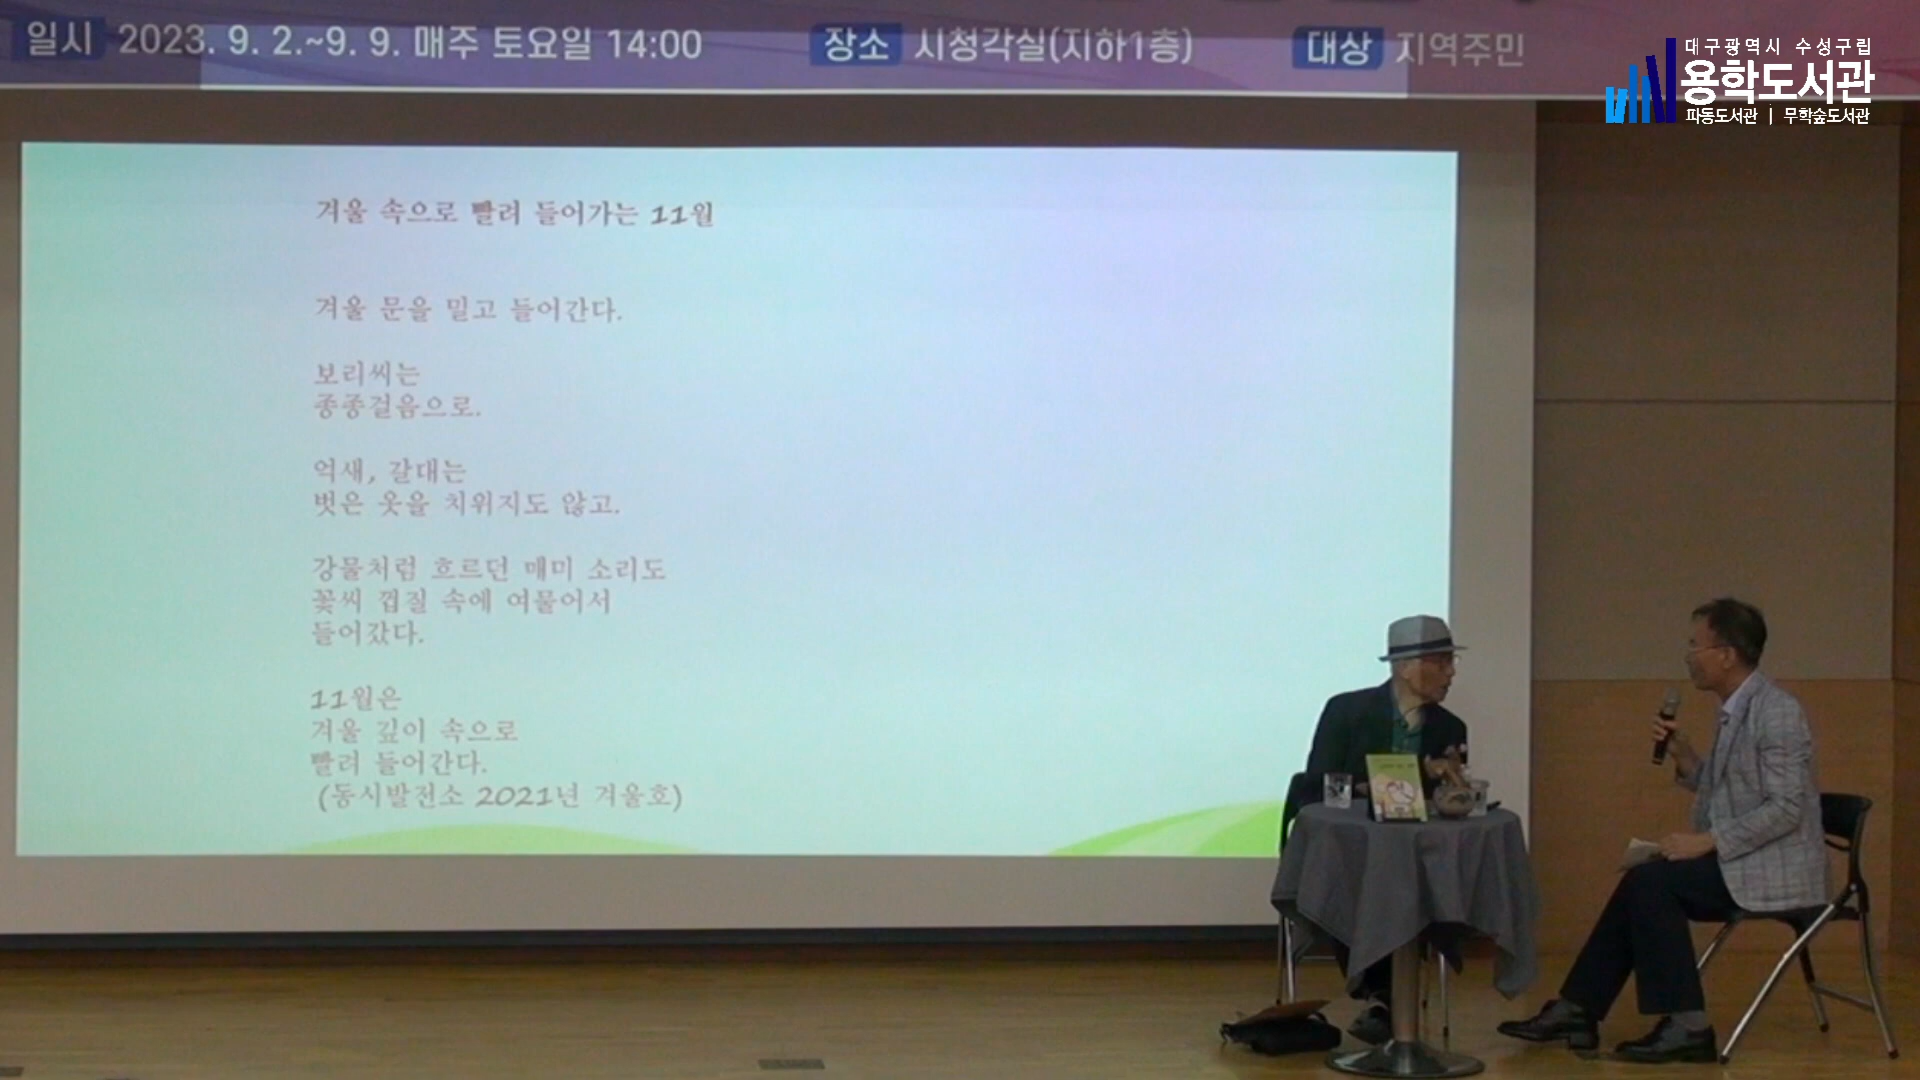 일시 2023. 9. 2.~9. 9. 매주 토요일 14:00 장소 시청각실(지하1층) 대상 지역주민
대구광역시 수성구립
용학도서관
파동도서관 | 무학숲도서관
겨울 속으로 빨려 들어가는 11월
겨울 문을 밀고 들어간다.
보리씨는
종종걸음으로.
억새, 갈대는
벗은 옷을 치워지도 않고.
강물처럼 흐르던 매미 소리도
꽃씨 껍질 속에 여물어서
들어갔다.
11월은
겨울 깊이 속으로
빨려 들어간다.
(동시발전소 2021년 겨울호)